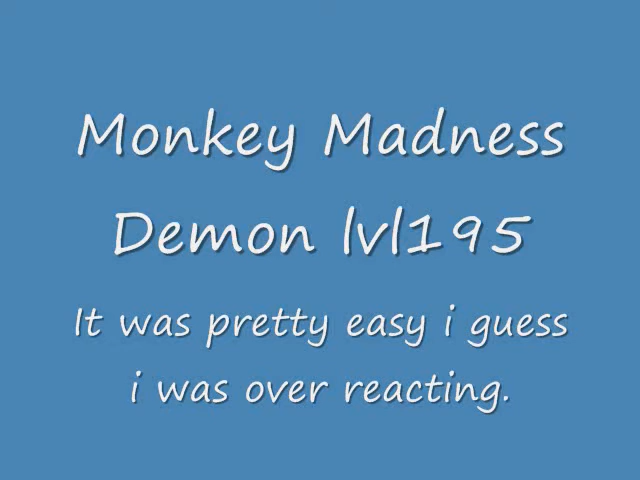 Monkey Madness
Demon lvl195
It was pretty easy i guess
i was over reacting.